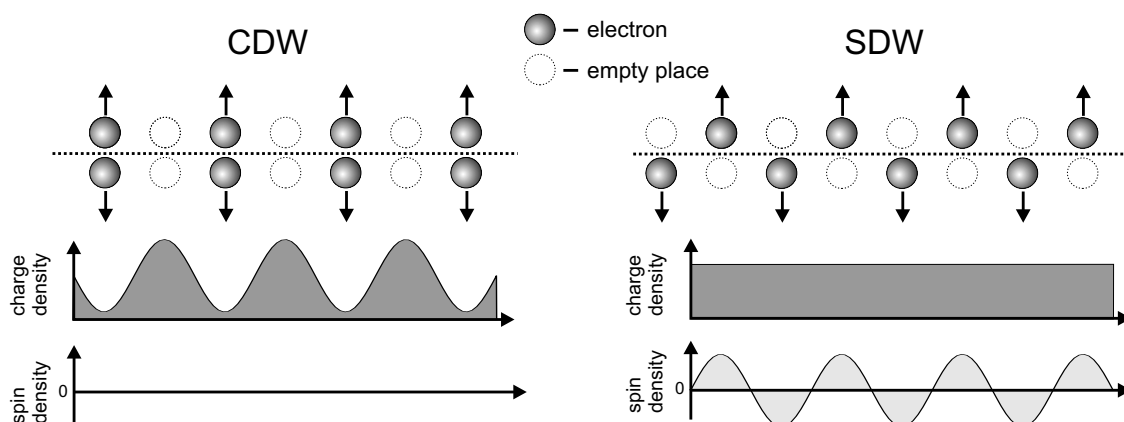 CDW
– electron
– empty place
SDW
charge
density
0
spin
density
charge
density
0
spin
density